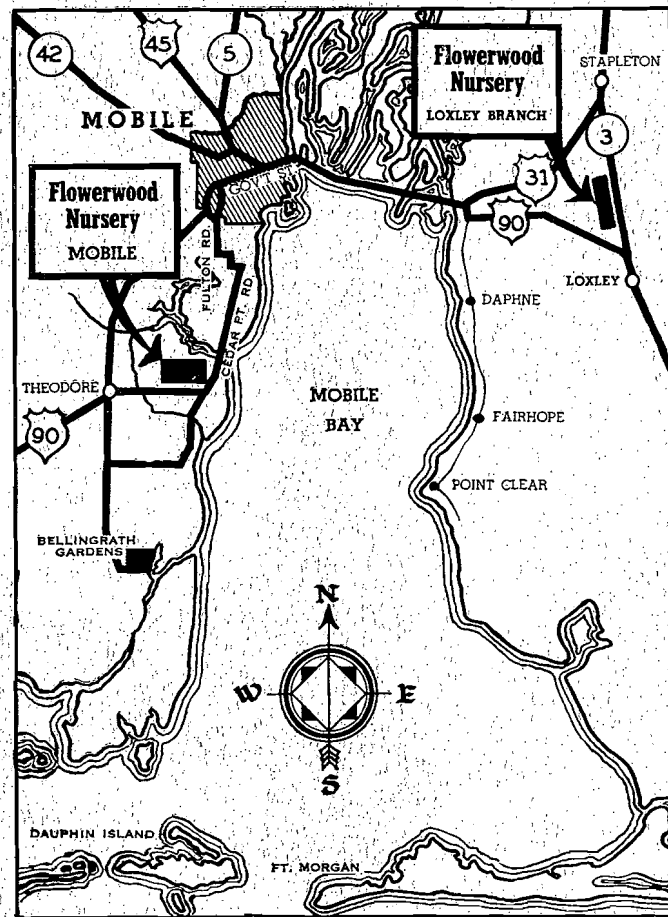 42
45
5
Flowerwood
Nursery
LOXLEY BRANCH
STAPLETON
3
MOBILE
GOV'T. ST.
31
90
Flowerwood
Nursery
MOBILE
FULTON RD.
CEDAR PT. RD.
LOXLEY
DAPHNE
THEODORE
MOBILE
BAY
90
FAIRHOPE
POINT CLEAR
BELLINGRATH
GARDENS
N
W
E
S
DAUPHIN ISLAND
FT. MORGAN